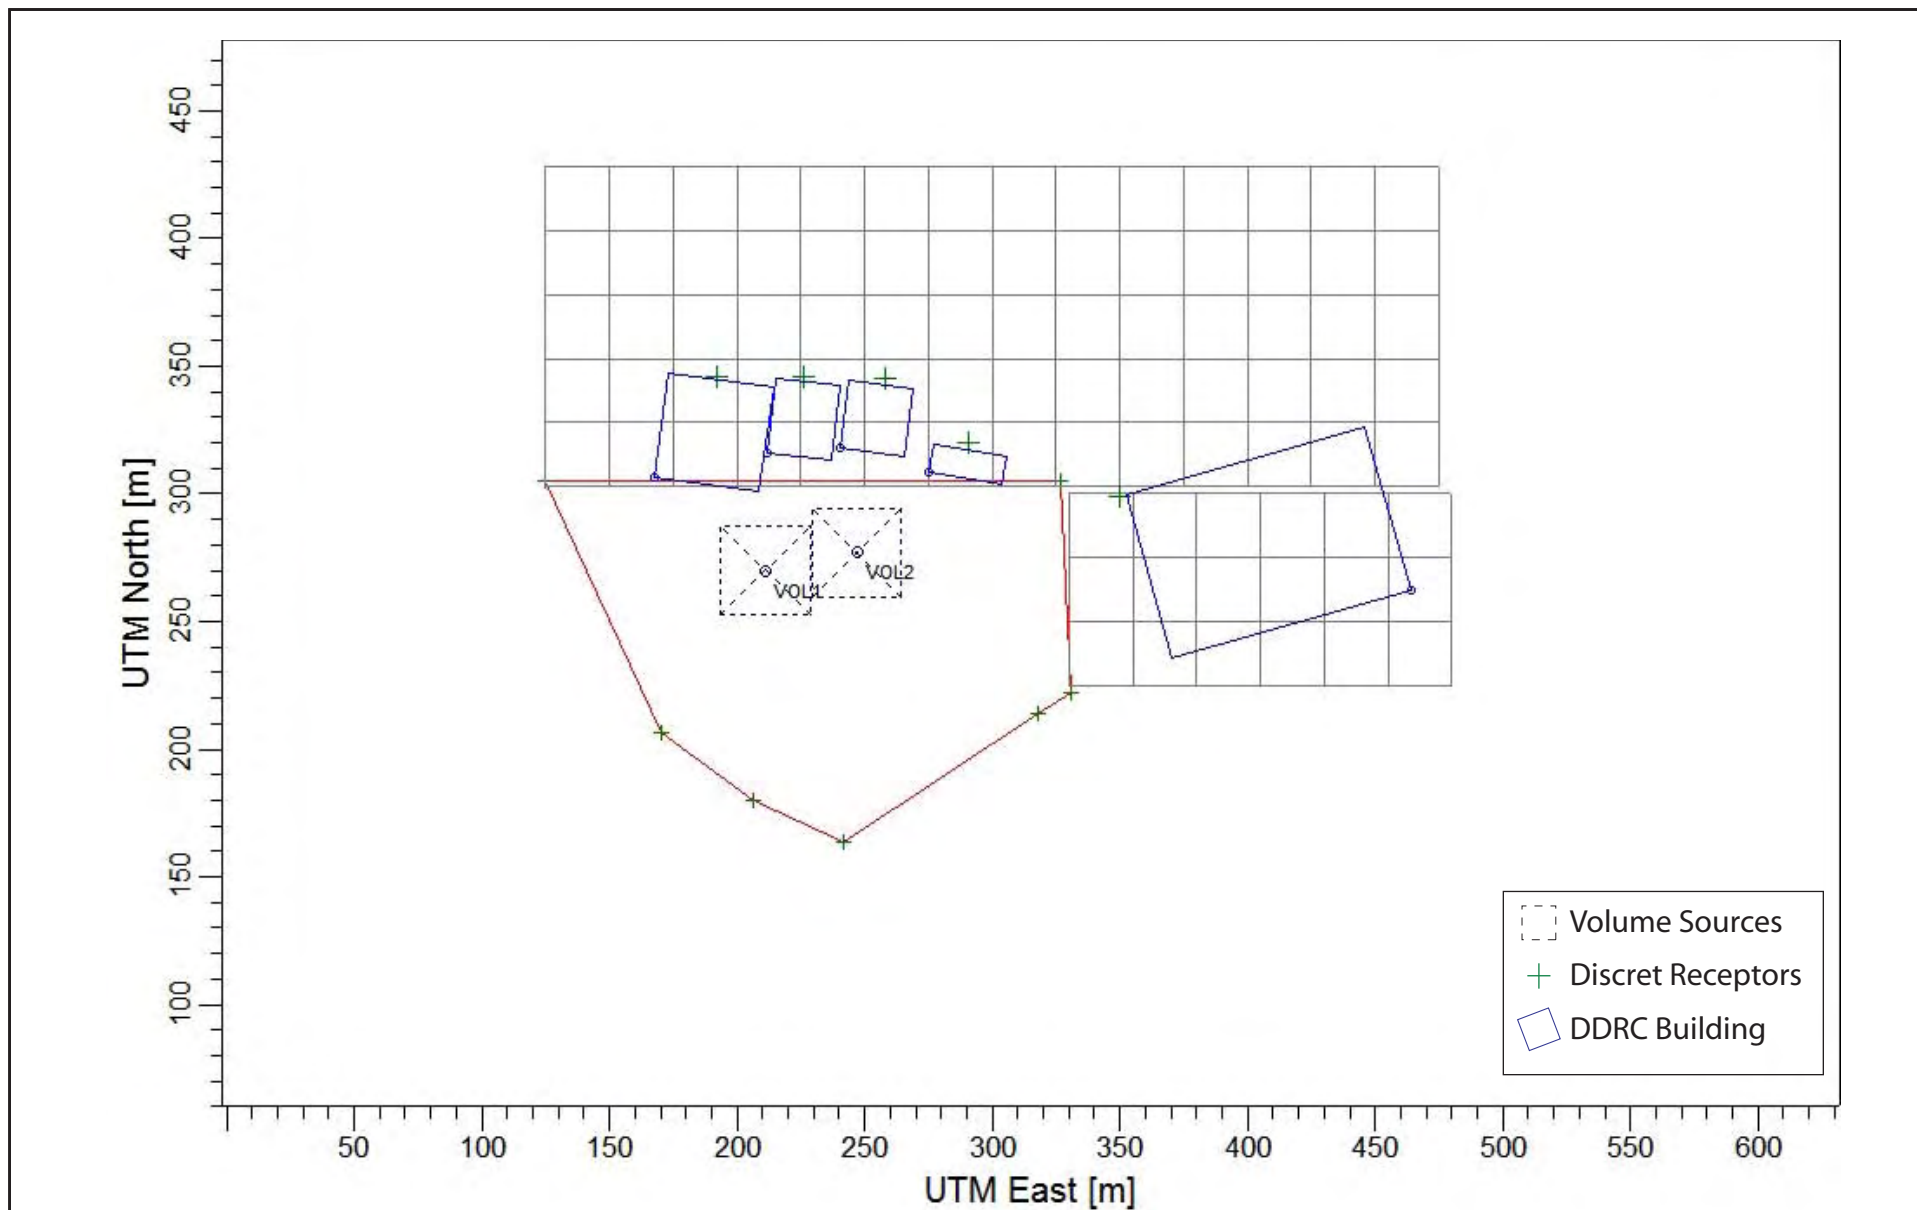 450
400
350
300
250
200
150
100
UTM North [m]
VOL1
VOL2
Volume Sources
Discret Receptors
DDRC Building
50 100 150 200 250 300 350 400 450 500 550 600
UTM East [m]